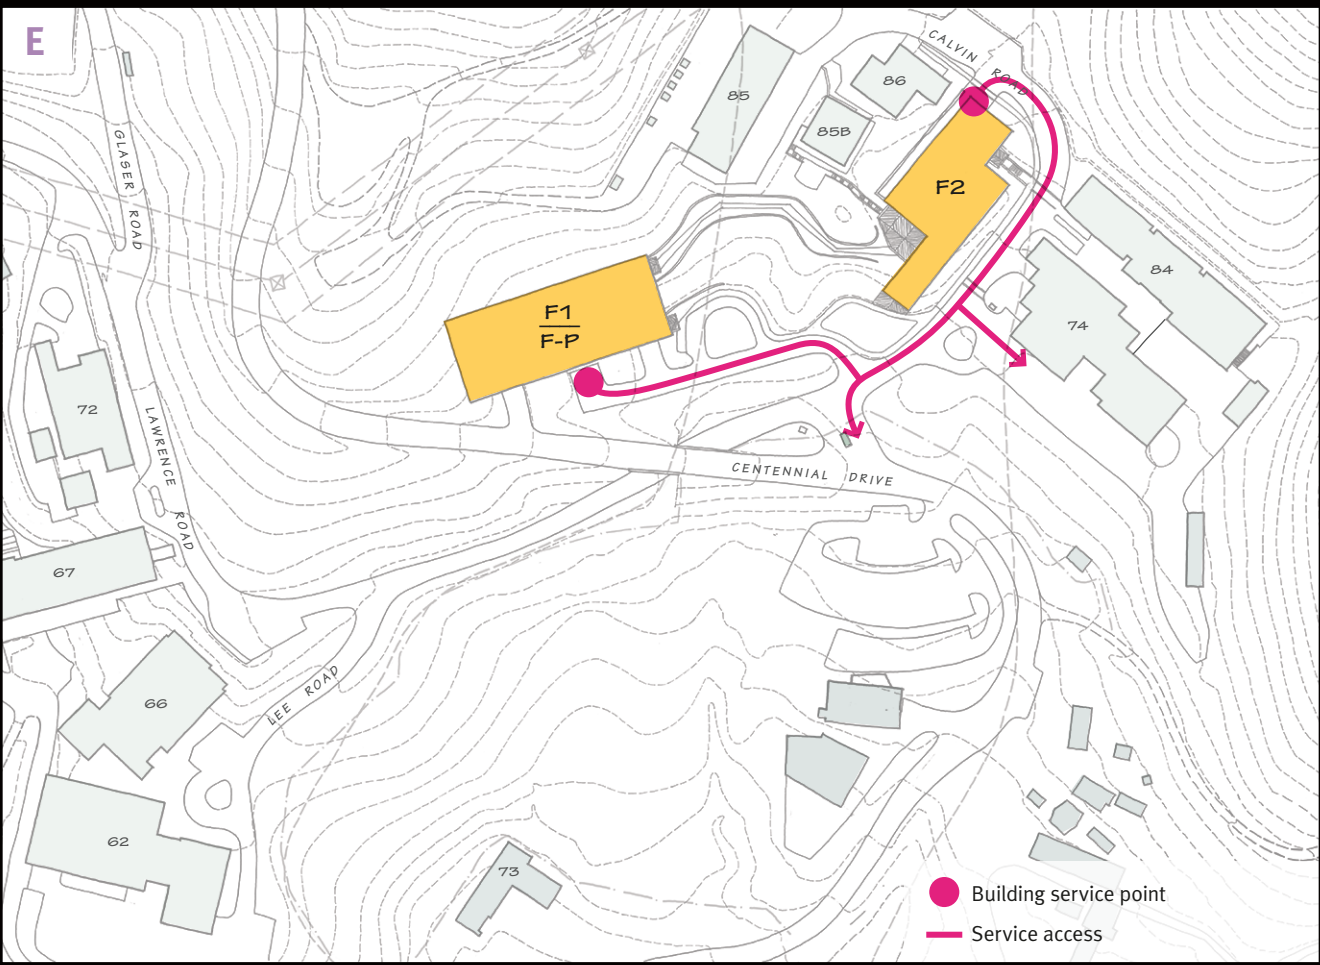 E
CALVIN ROAD
86
85
85B
GLASER ROAD
F2
84
F1
F-P
74
72
LAWRENCE ROAD
CENTENNIAL DRIVE
67
LEE ROAD
66
62
73
Building service point
Service access